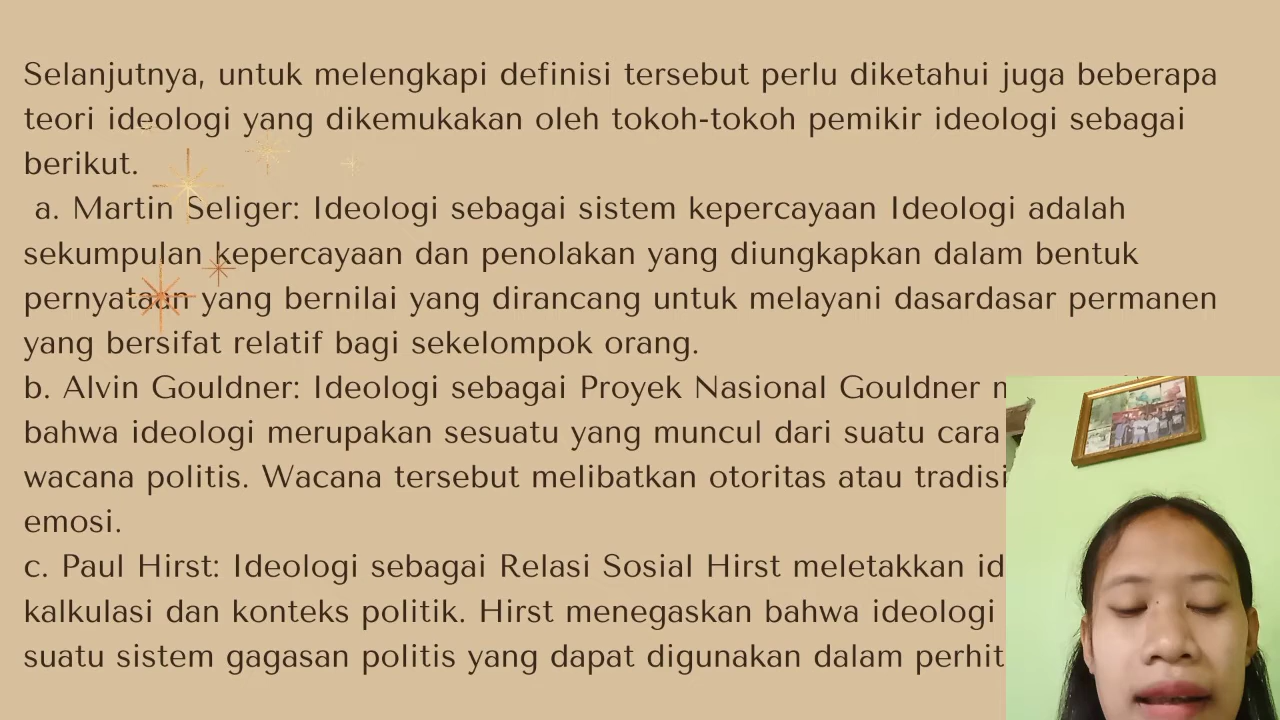 Selanjutnya, untuk melengkapi definisi tersebut perlu diketahui juga beberapa
teori ideologi yang dikemukakan oleh tokoh-tokoh pemikir ideologi sebagai
berikut.
a. Martin Seliger: Ideologi sebagai sistem kepercayaan Ideologi adalah
sekumpulan kepercayaan dan penolakan yang diungkapkan dalam bentuk
pernyataan yang bernilai yang dirancang untuk melayani dasardasar permanen
yang bersifat relatif bagi sekelompok orang.
b. Alvin Gouldner: Ideologi sebagai Proyek Nasional Gouldner
bahwa ideologi merupakan sesuatu yang muncul dari suatu cara
wacana politis. Wacana tersebut melibatkan otoritas atau tradisi
emosi.
c. Paul Hirst: Ideologi sebagai Relasi Sosial Hirst meletakkan
kalkulasi dan konteks politik. Hirst menegaskan bahwa ideologi
suatu sistem gagasan politis yang dapat digunakan dalam